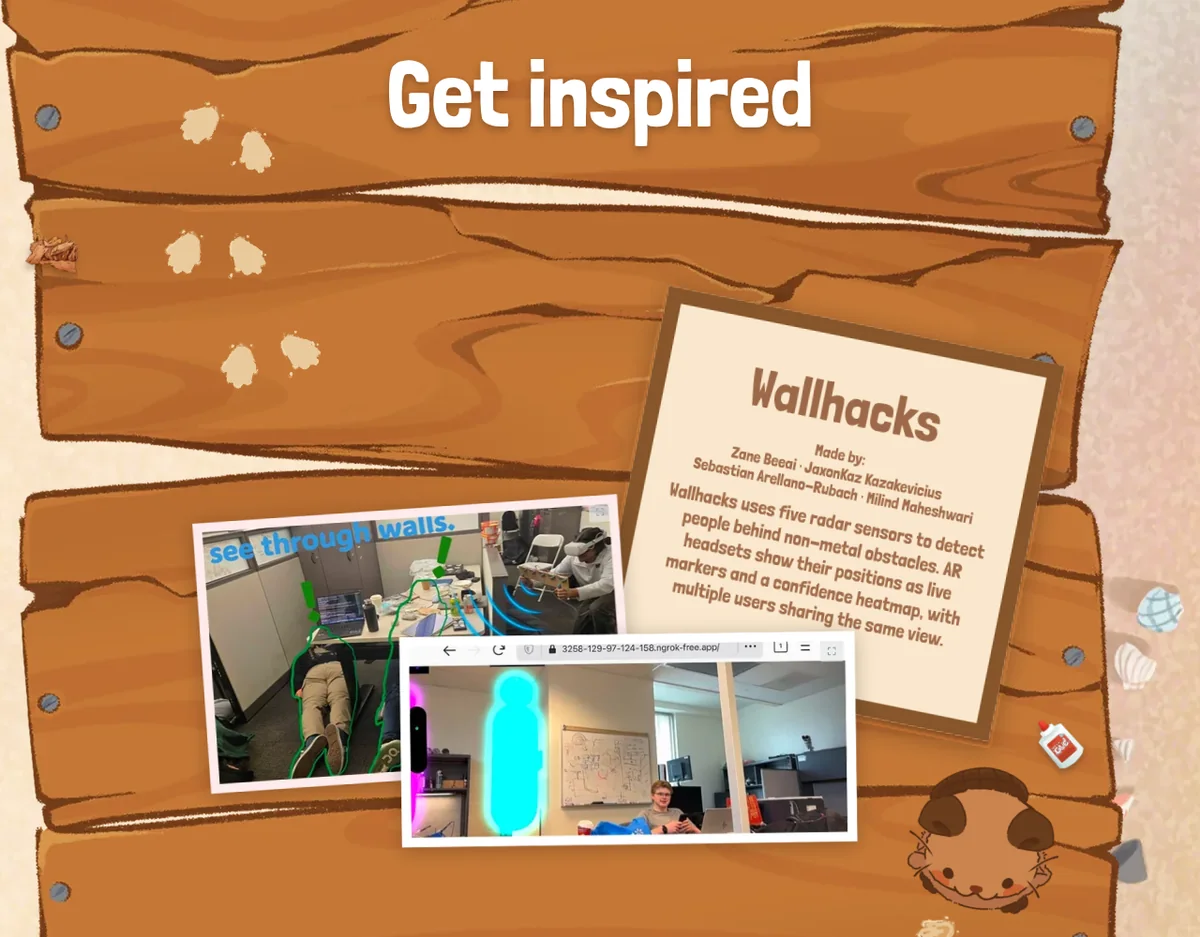 Get inspired
Wallhacks
Made by:
Zane Beeai · JaxonKaz Kazakevicius
Sebastian Arellano-Rubach · Milind Maheshwari
Wallhacks uses five radar sensors to detect
people behind non-metal obstacles. AR
headsets show their positions as live
markers and a confidence heatmap, with
multiple users sharing the same view.
see through walls.
3258-129-97-124-158.ngrok-free.app/